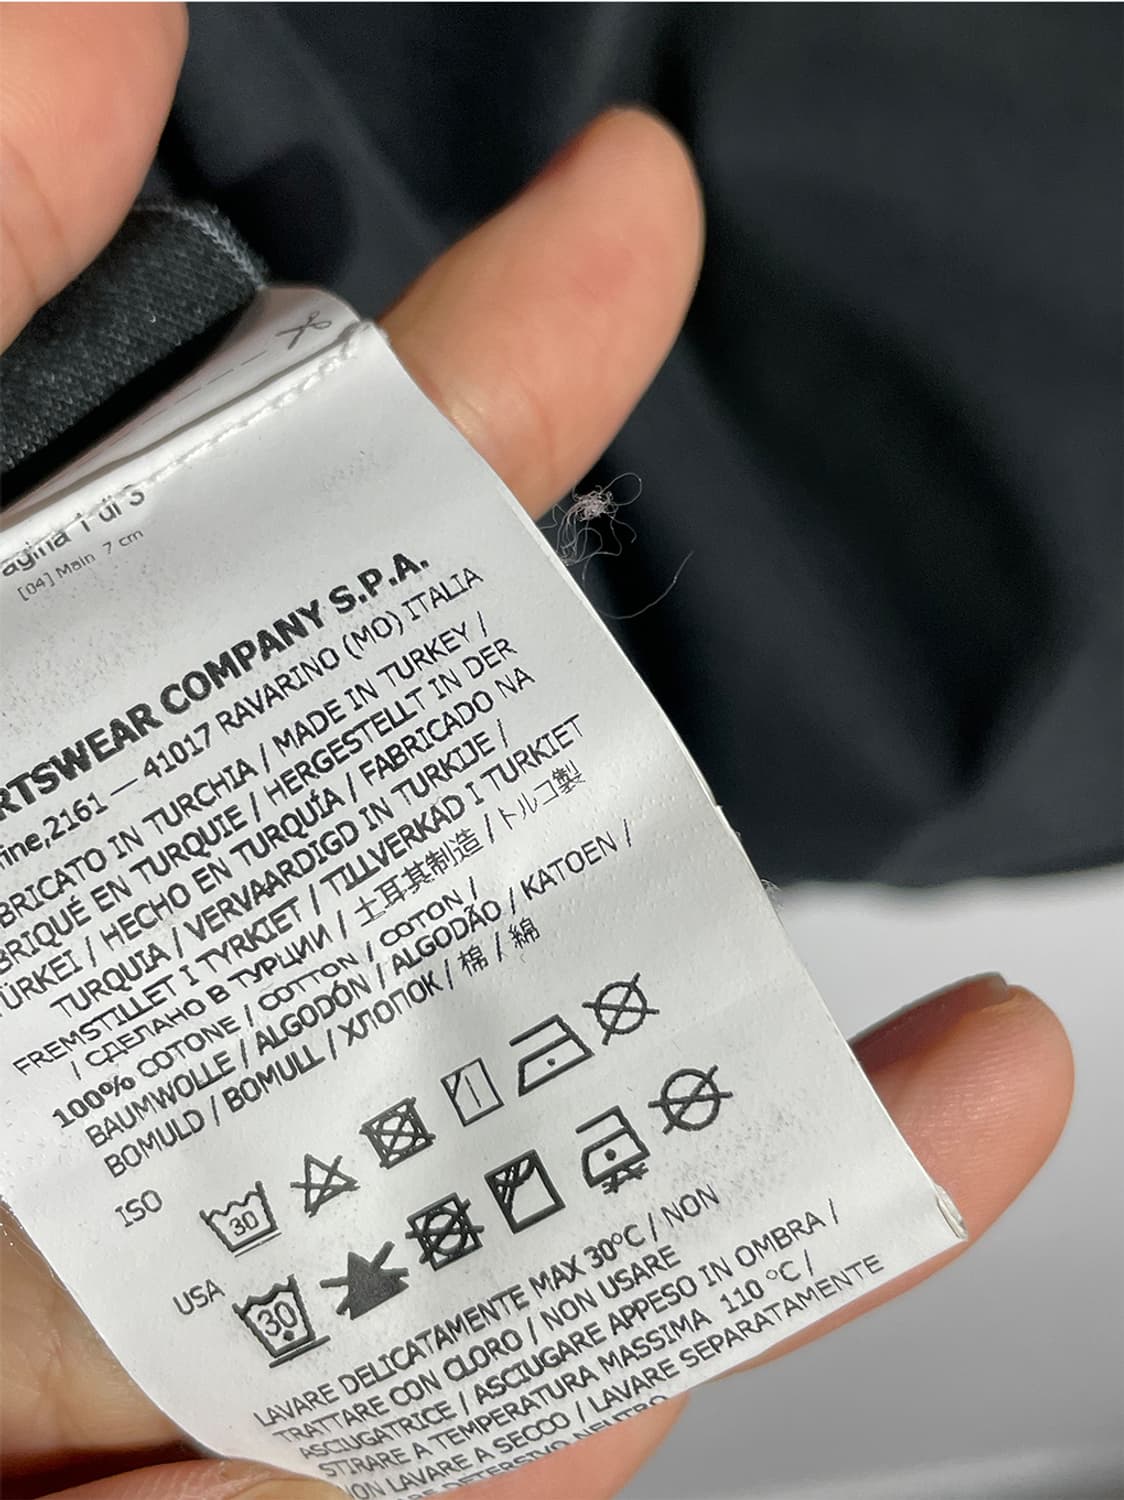 agina 1 di 3
[04] Main 7 cm
RTSWEAR COMPANY S.P.A.
fine,2161 — 41017 RAVARINO (MO) ITALIA
BRICATO IN TURCHIA / MADE IN TURKEY /
BRIQUÉ EN TURQUIE / HERGESTELLT IN DER
TÜRKEI / HECHO EN TURQUÍA / FABRICADO NA
TURQUIA / VERVAARDIGD IN TURKIJE /
FREMSTILLET I TYRKIET / TILLVERKAD I TURKIET
/ СДЕЛАНО В ТУРЦИИ / 土耳其制造 / トルコ製
100% COTONE / COTTON / COTON /
BAUMWOLLE / ALGODÓN / ALGODÃO / KATOEN /
BOMULD / BOMULL / ХЛОПОК / 棉 / 綿
ISO
30
USA
30
LAVARE DELICATAMENTE MAX 30°C / NON
TRATTARE CON CLORO / NON USARE
ASCIUGATRICE / ASCIUGARE APPESO IN OMBRA /
STIRARE A TEMPERATURA MASSIMA 110 °C /
NON LAVARE A SECCO / LAVARE SEPARATAMENTE
DETERSIVO NEUTRO